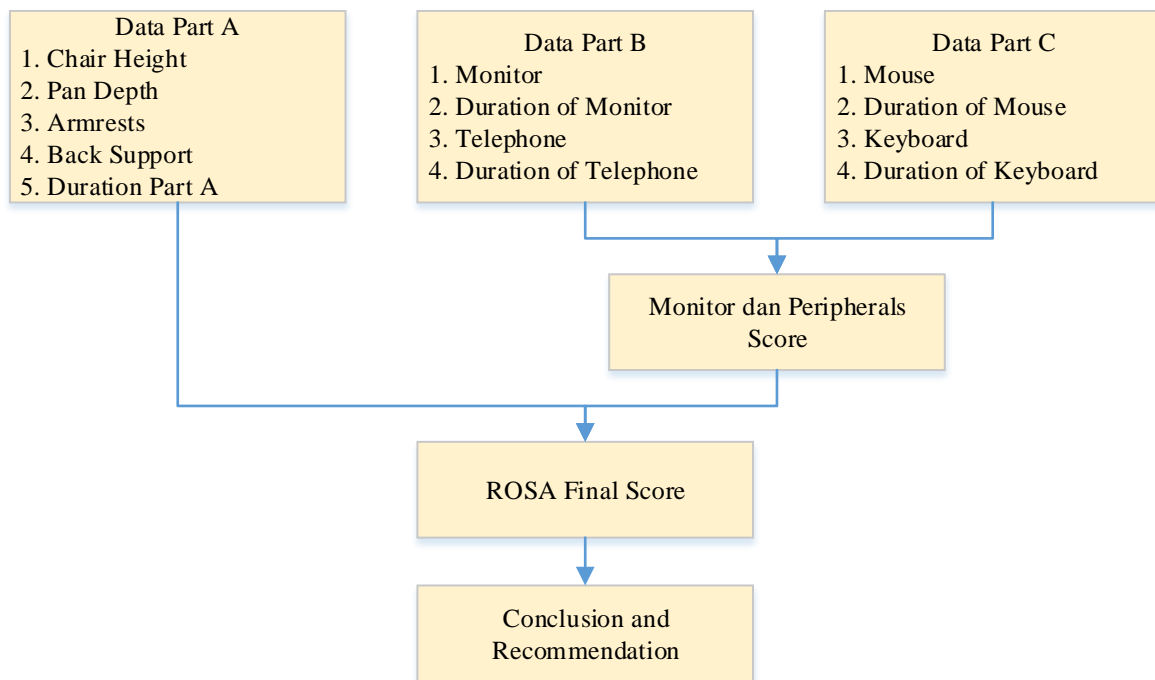 Data Part A
1. Chair Height
2. Pan Depth
3. Armrests
4. Back Support
5. Duration Part A
Data Part B
1. Monitor
2. Duration of Monitor
3. Telephone
4. Duration of Telephone
Data Part C
1. Mouse
2. Duration of Mouse
3. Keyboard
4. Duration of Keyboard
Monitor dan Peripherals
Score
ROSA Final Score
Conclusion and
Recommendation